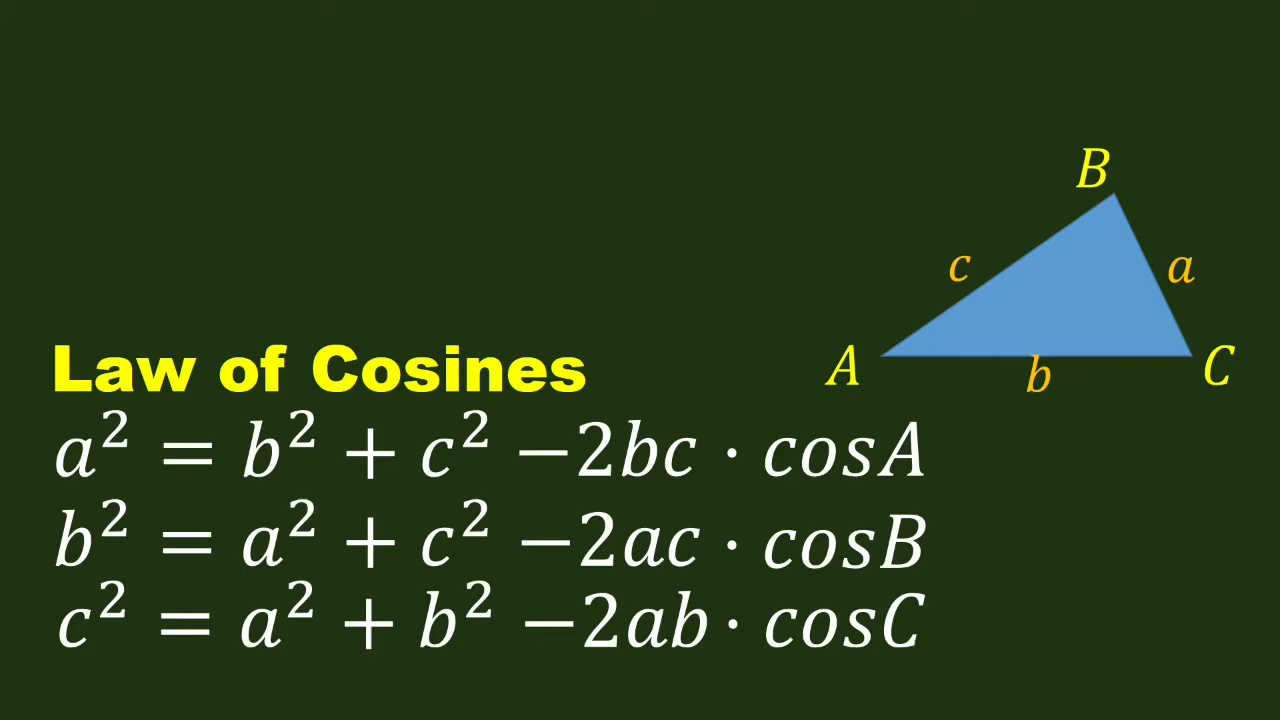 B
c
a
A
b
C
Law of Cosines
a² = b² + c² −2bc · cosA
b² = a² + c² −2ac · cosB
c² = a² + b² −2ab · cosC